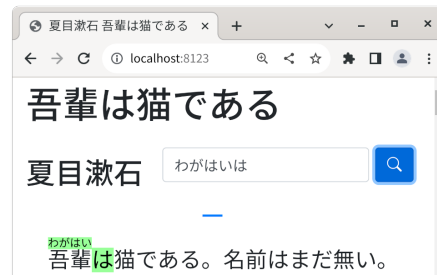 夏目漱石 吾輩は猫である
localhost:8123
吾輩は猫である
夏目漱石
わがはいは
わがはい
吾輩は猫である。名前はまだ無い。